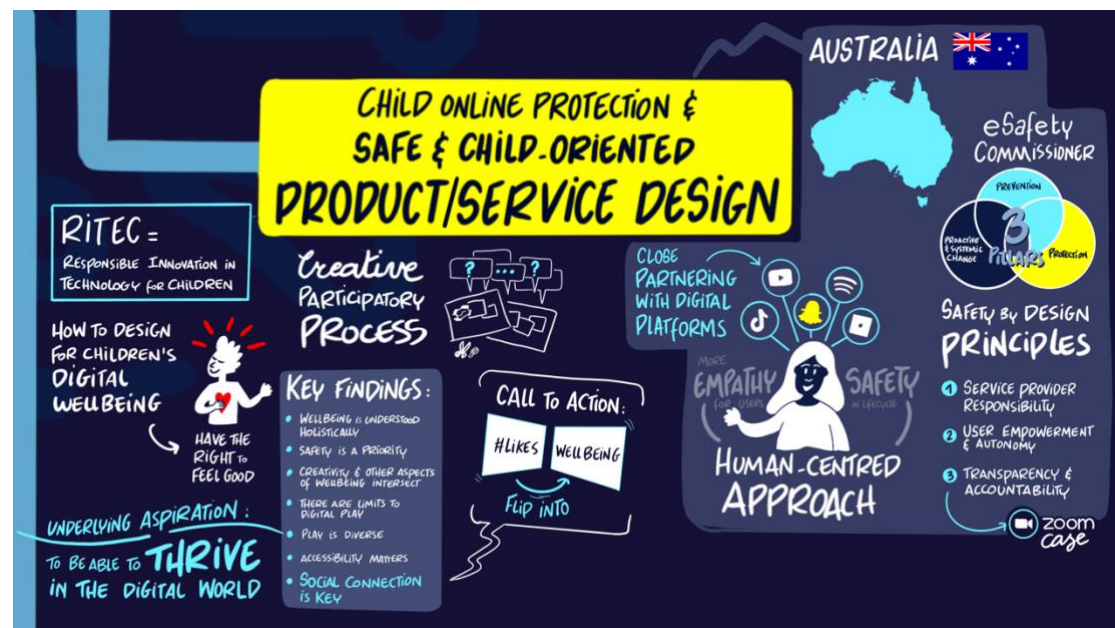 CHILD ONLINE PROTECTION &
SAFE & CHILD-ORIENTED
PRODUCT/SERVICE DESIGN
RITEC =
RESPONSIBLE INNOVATION IN
TECHNOLOGY for CHILDREN
HOW TO DESIGN
FOR CHILDREN'S
DIGITAL
WELLBEING
HAVE THE
RIGHT to
FEEL GOOD
UNDERLYING ASPIRATION :
TO BE ABLE TO THRIVE
IN THE DIGITAL WORLD
Creative
PARTICIPATORY
PROCESS
? ... ?
KEY FINDINGS :
• WELLBEING is UNDERSTOOD
HOLISTICALLY
• SAFETY IS A PRIORITY
• CREATIVITY & OTHER ASPECTS
OF WELLBEING INTERSECT
• THERE ARE LIMITS TO
DIGITAL PLAY
• PLAY IS DIVERSE
• ACCESSIBILITY MATTERS
• SOCIAL CONNECTION
is KEY
CALL TO ACTION :
#LIKES
WELLBEING
FLIP INTO
CLOSE
PARTNERING
WITH DIGITAL
PLATFORMS
MORE
EMPATHY
FOR USERS
SAFETY
IN LIFECYCLE
HUMAN-CENTRED
APPROACH
AUSTRALIA
eSafety
COMMISSIONER
PREVENTION
PROACTIVE
& SYSTEMIC
CHANGE
3
PILLARS
PROTECTION
SAFETY BY DESIGN
PRINCIPLES
1 SERVICE PROVIDER
RESPONSIBILITY
2 USER EMPOWERMENT
& AUTONOMY
3 TRANSPARENCY &
ACCOUNTABILITY
zoom
case